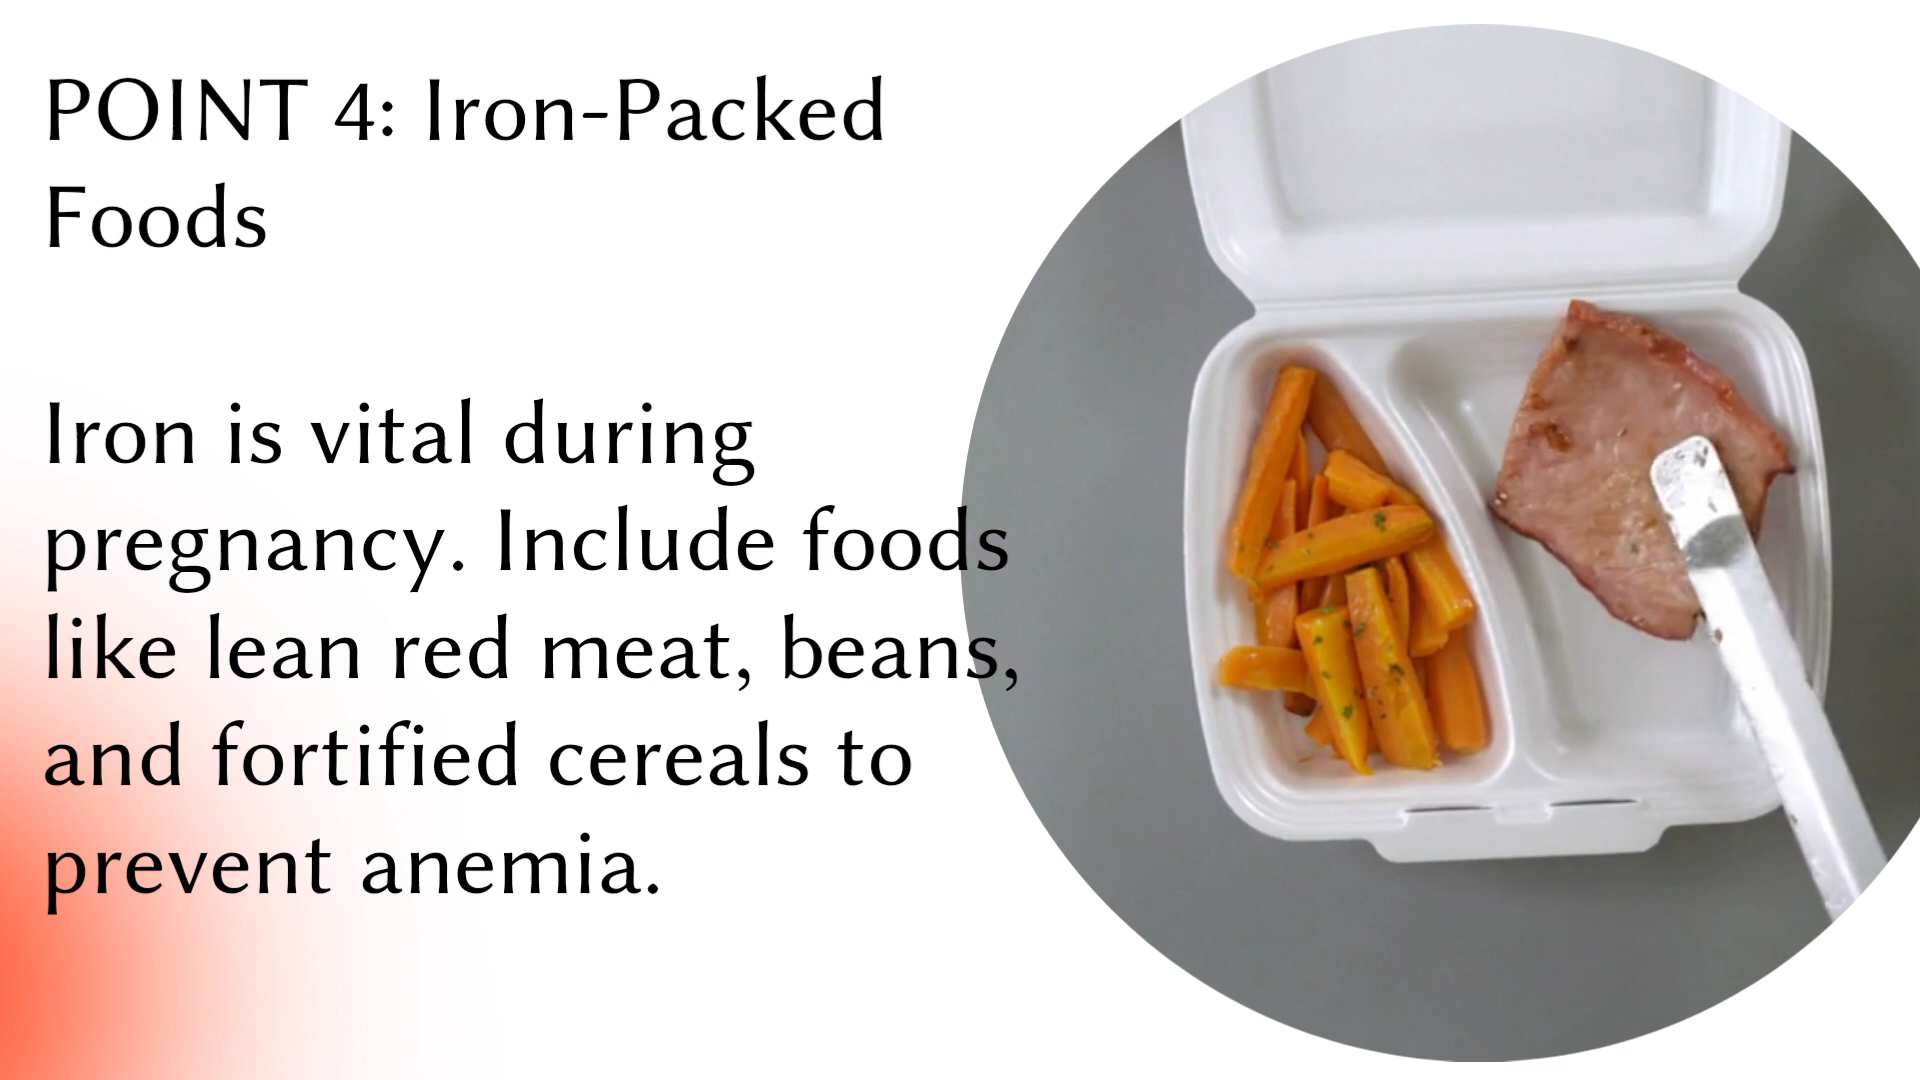 POINT 4: Iron-Packed
Foods
Iron is vital during
pregnancy. Include foods
like lean red meat, beans,
and fortified cereals to
prevent anemia.